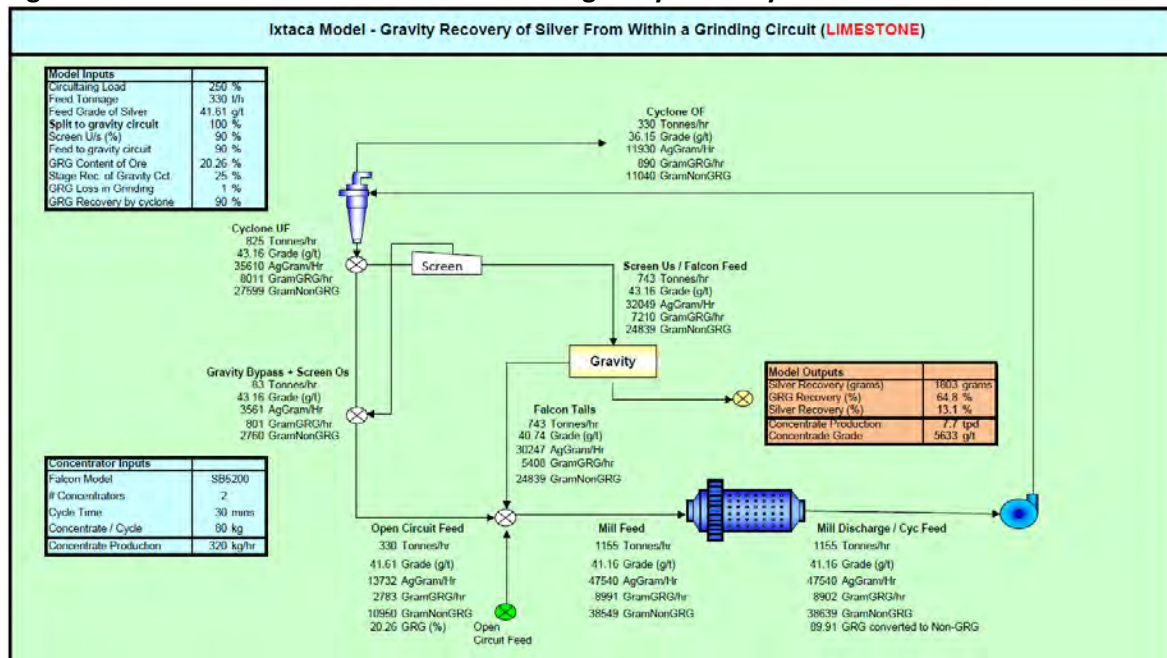 Ixtaca Model - Gravity Recovery of Silver From Within a Grinding Circuit (LIMESTONE)
Model Inputs
Circultaing Load 250 %
Feed Tonnage 330 t/h
Feed Grade of Silver 41.61 g/t
Split to gravity circuit 100 %
Screen U/s (%) 90 %
Feed to gravity circuit 90 %
GRG Content of Ore 20.26 %
Stage Rec. of Gravity Cct. 25 %
GRG Loss in Grinding 1 %
GRG Recovery by cyclone 90 %
Cyclone OF
330 Tonnes/hr
36.15 Grade (g/t)
11930 AgGram/Hr
890 GramGRG/hr
11040 GramNonGRG
Cyclone UF
825 Tonnes/hr
43.16 Grade (g/t)
35610 AgGram/Hr
8011 GramGRG/hr
27599 GramNonGRG
Screen
Screen Us / Falcon Feed
743 Tonnes/hr
43.16 Grade (g/t)
32049 AgGram/Hr
7210 GramGRG/hr
24839 GramNonGRG
Gravity
Gravity Bypass + Screen Os
83 Tonnes/hr
43.16 Grade (g/t)
3561 AgGram/Hr
801 GramGRG/hr
2760 GramNonGRG
Model Outputs
Silver Recovery (grams) 1803 grams
GRG Recovery (%) 64.8 %
Silver Recovery (%) 13.1 %
Concentrate Production 7.7 tpd
Concentrade Grade 5633 g/t
Falcon Tails
743 Tonnes/hr
40.74 Grade (g/t)
30247 AgGram/Hr
5408 GramGRG/hr
24839 GramNonGRG
Concentrator Inputs
Falcon Model SB5200
# Concentrators 2
Cycle Time 30 mins
Concentrate / Cycle 80 kg
Concentrate Production 320 kg/hr
Open Circuit Feed
330 Tonnes/hr
41.61 Grade (g/t)
13732 AgGram/Hr
2783 GramGRG/hr
10950 GramNonGRG
20.26 GRG (%)
Open
Circuit Feed
Mill Feed
1155 Tonnes/hr
41.16 Grade (g/t)
47540 AgGram/Hr
8991 GramGRG/hr
38549 GramNonGRG
Mill Discharge / Cyc Feed
1155 Tonnes/hr
41.16 Grade (g/t)
47540 AgGram/Hr
8902 GramGRG/hr
38639 GramNonGRG
89.91 GRG converted to Non-GRG